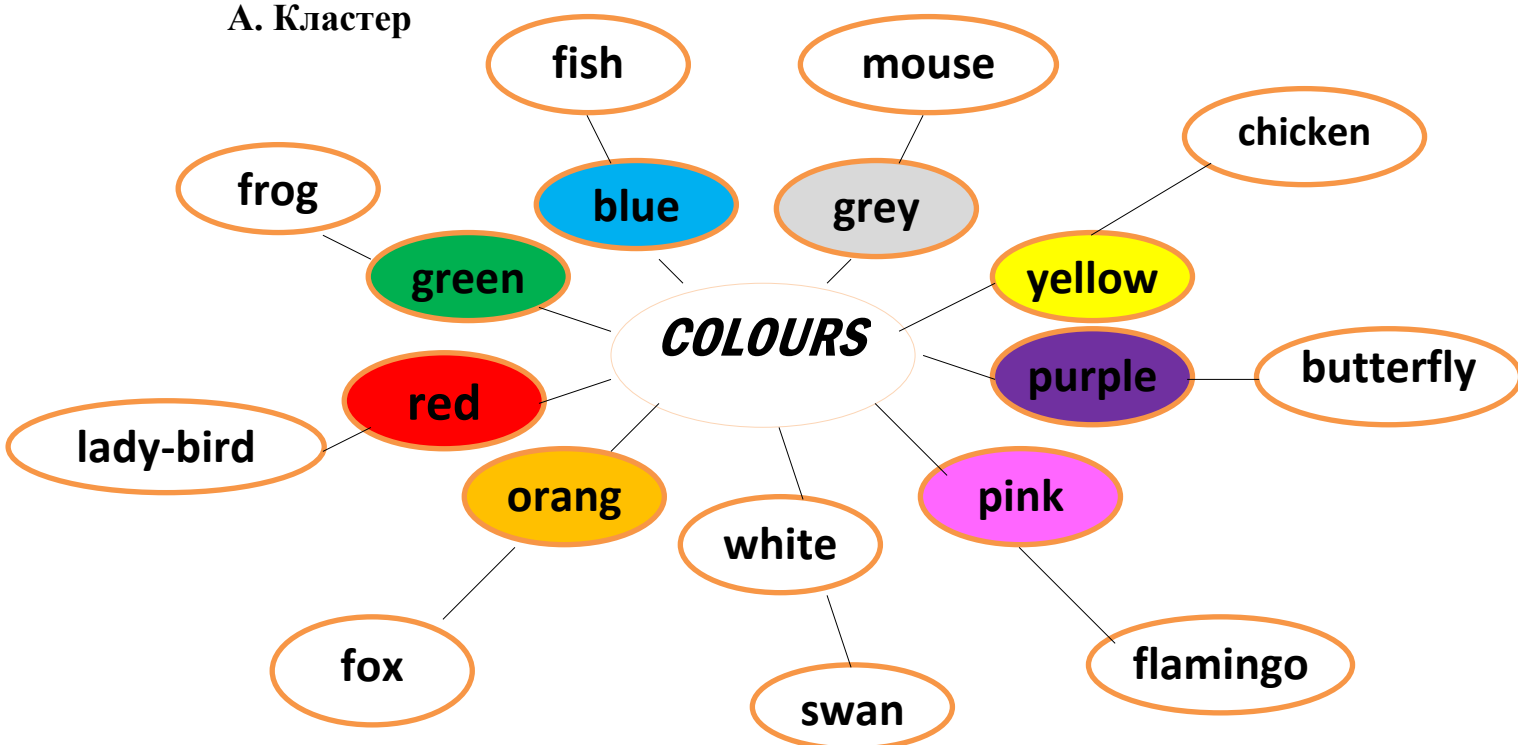 А. Кластер
fish
mouse
chicken
frog
blue
grey
green
yellow
COLOURS
purple
butterfly
red
lady-bird
orang
pink
white
fox
flamingo
swan